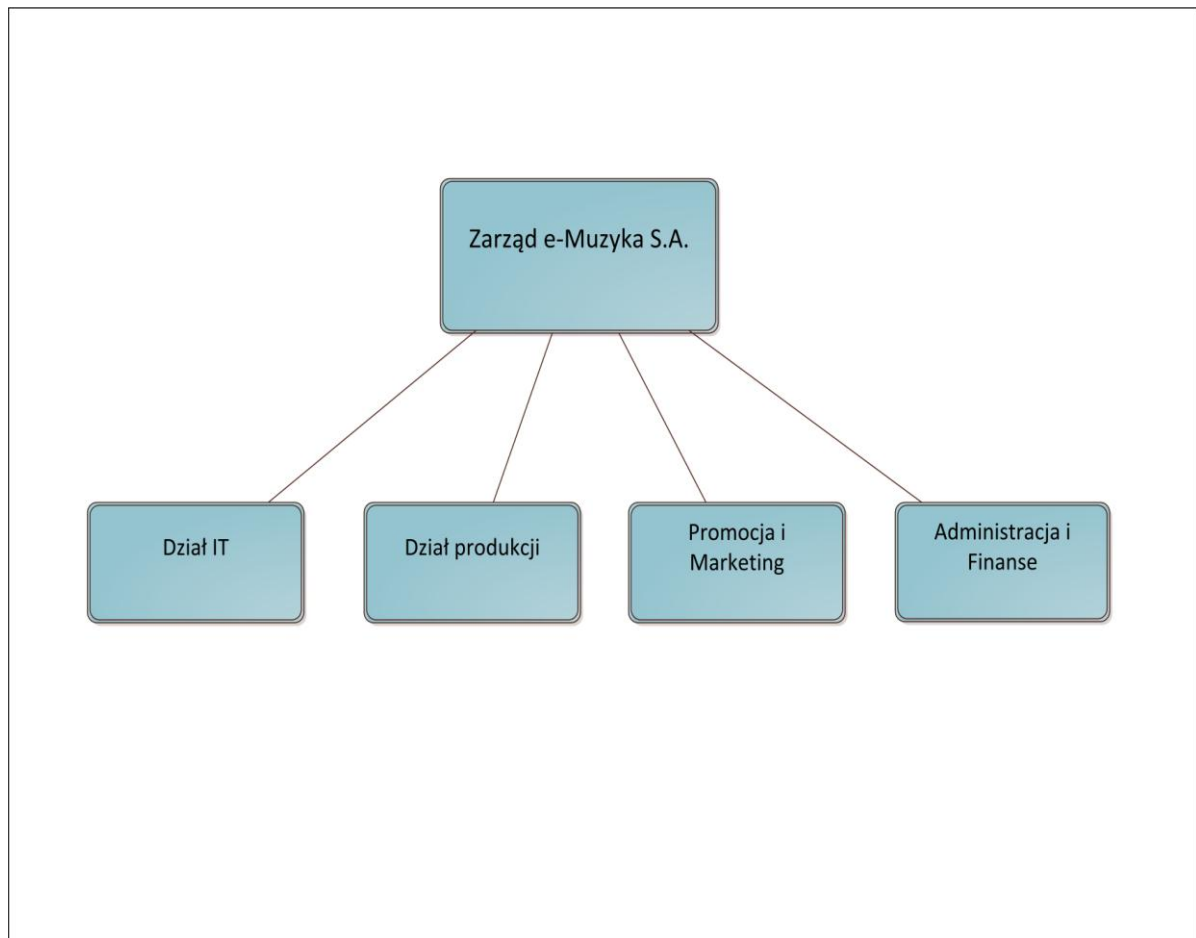 Zarząd e-Muzyka S.A.
Dział IT
Dział produkcji
Promocja i
Marketing
Administracja i
Finanse